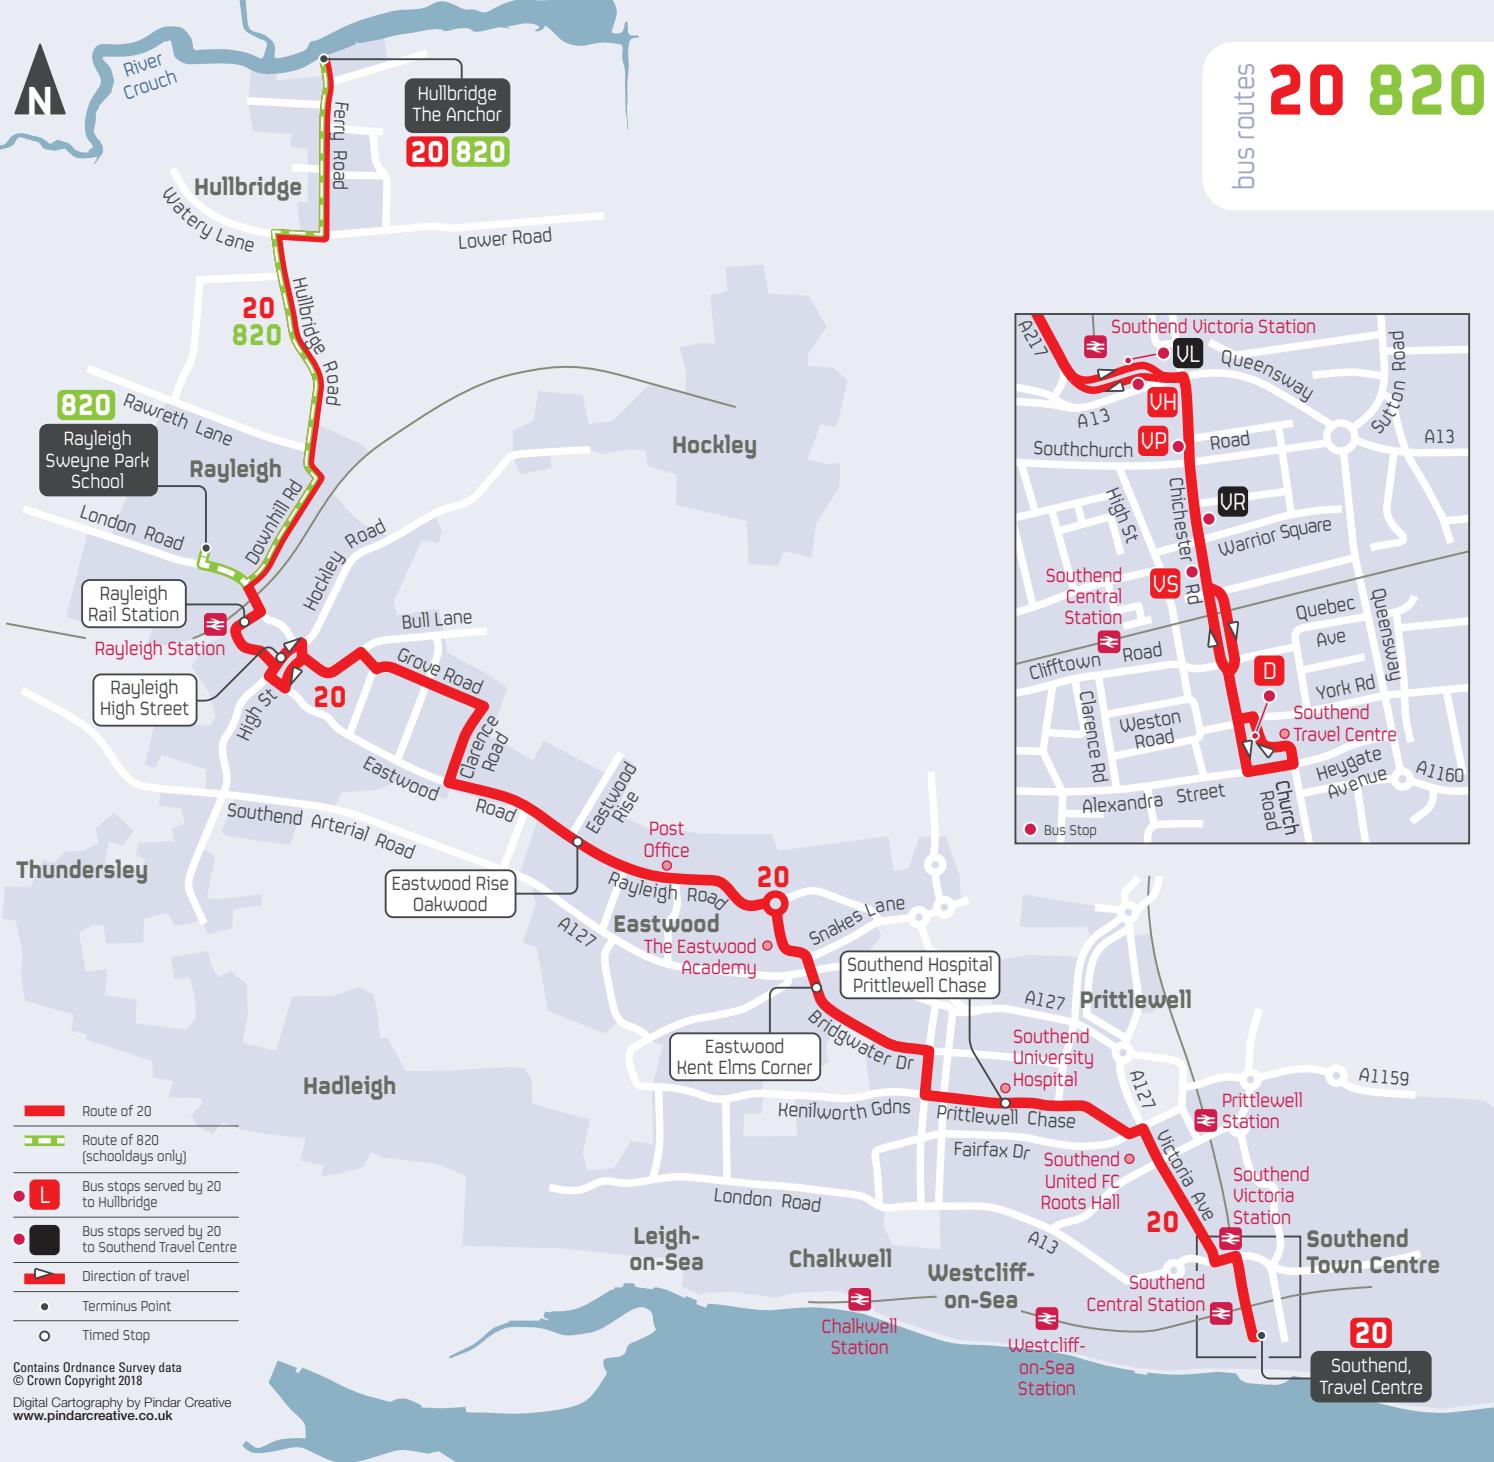 bus routes
20 820
N
River
Crouch
Hullbridge
The Anchor
20 820
Ferry Road
Hullbridge
Watery Lane
Lower Road
20
820
Hullbridge Road
820
Rayleigh
Sweyne Park
School
Rawreth Lane
Rayleigh
Hockley
London Road
Downhill Rd
Hockley Road
Rayleigh
Rail Station
Rayleigh Station
Rayleigh
High Street
Bull Lane
Grove Road
20
High St
Clarence
Road
Eastwood Road
Eastwood
Rise
Southend Arterial Road
Thundersley
Post
Office
Eastwood Rise
Oakwood
Rayleigh Road
20
A127
Eastwood
The Eastwood
Academy
Snakes Lane
Southend Hospital
Prittlewell Chase
Eastwood
Kent Elms Corner
Bridgwater Dr
A127
Prittlewell
Southend
University
Hospital
A127
A1159
Hadleigh
Kenilworth Gdns
Prittlewell Chase
Prittlewell
Station
Fairfax Dr
Southend
United FC
Roots Hall
Victoria Ave
Southend
Victoria
Station
London Road
20
A13
Leigh-
on-Sea
Chalkwell
Westcliff-
on-Sea
Southend
Town Centre
Southend
Central Station
Chalkwell
Station
Westcliff-
on-Sea
Station
20
Southend,
Travel Centre
A217
Southend Victoria Station
VL
Queensway
Sutton Road
VH
A13
VP
Southchurch Road
A13
High St
Chichester Rd
VR
Warrior Square
Southend
Central
Station
VS
Quebec
Ave
Queensway
Clifftown Road
D
York Rd
Clarence Rd
Weston
Road
Southend
Travel Centre
Heygate
Avenue
A1160
Alexandra Street
Church
Road
Bus Stop
Route of 20
Route of 820
(schooldays only)
L
Bus stops served by 20
to Hullbridge
Bus stops served by 20
to Southend Travel Centre
Direction of travel
Terminus Point
Timed Stop
Contains Ordnance Survey data
© Crown Copyright 2018
Digital Cartography by Pindar Creative
www.pindarcreative.co.uk